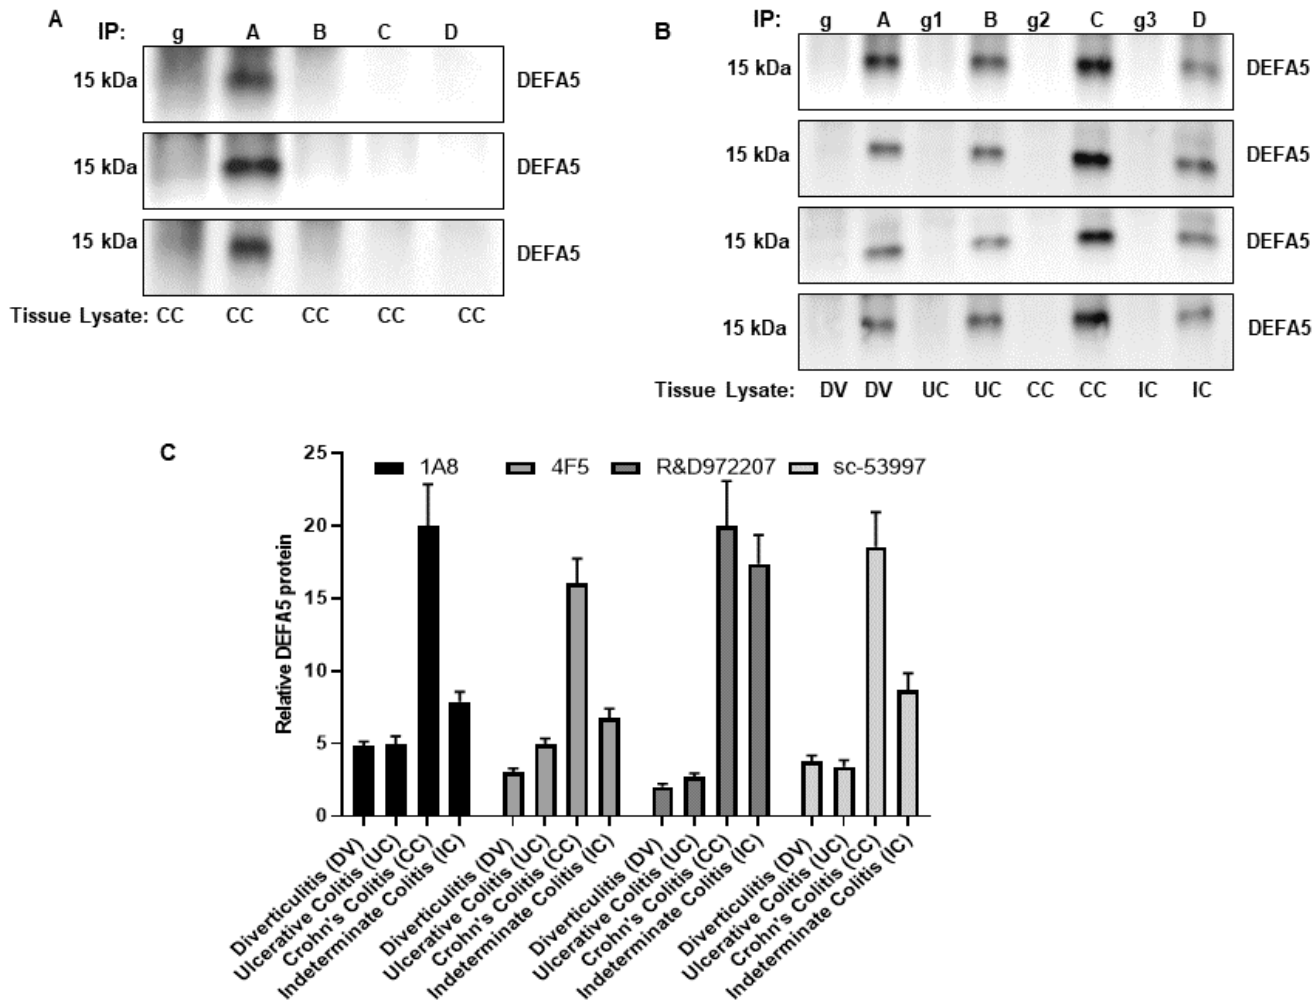 A
IP: g A B C D
15 kDa DEFA5
15 kDa DEFA5
15 kDa DEFA5
Tissue Lysate: CC CC CC CC CC
B
IP: g A g1 B g2 C g3 D
15 kDa DEFA5
15 kDa DEFA5
15 kDa DEFA5
15 kDa DEFA5
Tissue Lysate: DV DV UC UC CC CC IC IC
C
1A8 4F5 R&D972207 sc-53997
Relative DEFA5 protein
25
20
15
10
5
0
Diverticulitis (DV)
Ulcerative Colitis (UC)
Crohn's Colitis (CC)
Indeterminate Colitis (IC)
Diverticulitis (DV)
Ulcerative Colitis (UC)
Crohn's Colitis (CC)
Indeterminate Colitis (IC)
Diverticulitis (DV)
Ulcerative Colitis (UC)
Crohn's Colitis (CC)
Indeterminate Colitis (IC)
Diverticulitis (DV)
Ulcerative Colitis (UC)
Crohn's Colitis (CC)
Indeterminate Colitis (IC)